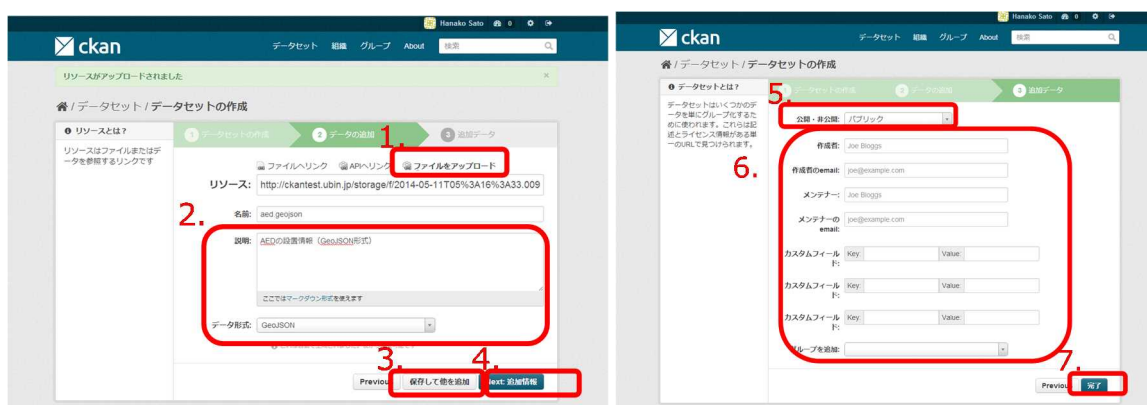 Hanako Sato 0
ckan
データセット 組織 グループ About 検索
リソースがアップロードされました ×
/ データセット / データセットの作成
リソースとは？
リソースはファイルまたはデータを参照するリンクです
1 データセットの作成 2 データの追加 3 追加データ
1.
ファイルへリンク APIへリンク ファイルをアップロード
リソース: http://ckantest.ubin.jp/storage/f/2014-05-11T05%3A16%3A33.009
2.
名前: aed.geojson
説明: AEDの設置情報（GeoJSON形式）
ここではマークダウン形式を使えます
データ形式: GeoJSON
3. 4.
Previou 保存して他を追加 Next: 追加情報
Hanako Sato 0
ckan
データセット 組織 グループ About 検索
/ データセット / データセットの作成
データセットとは？
データセットはいくつかのデータを単にグループ化するために使われます。これらは記述とライセンス情報がある単一のURLで見つけられます。
データセットの作成 2 データの追加 3 追加データ
5.
公開・非公開: パブリック
6.
作成者: Joe Bloggs
作成者のemail: joe@example.com
メンテナー: Joe Bloggs
メンテナーのemail: joe@example.com
カスタムフィールド: Key: Value:
カスタムフィールド: Key: Value:
カスタムフィールド: Key: Value:
グループを追加:
7.
Previou 完了